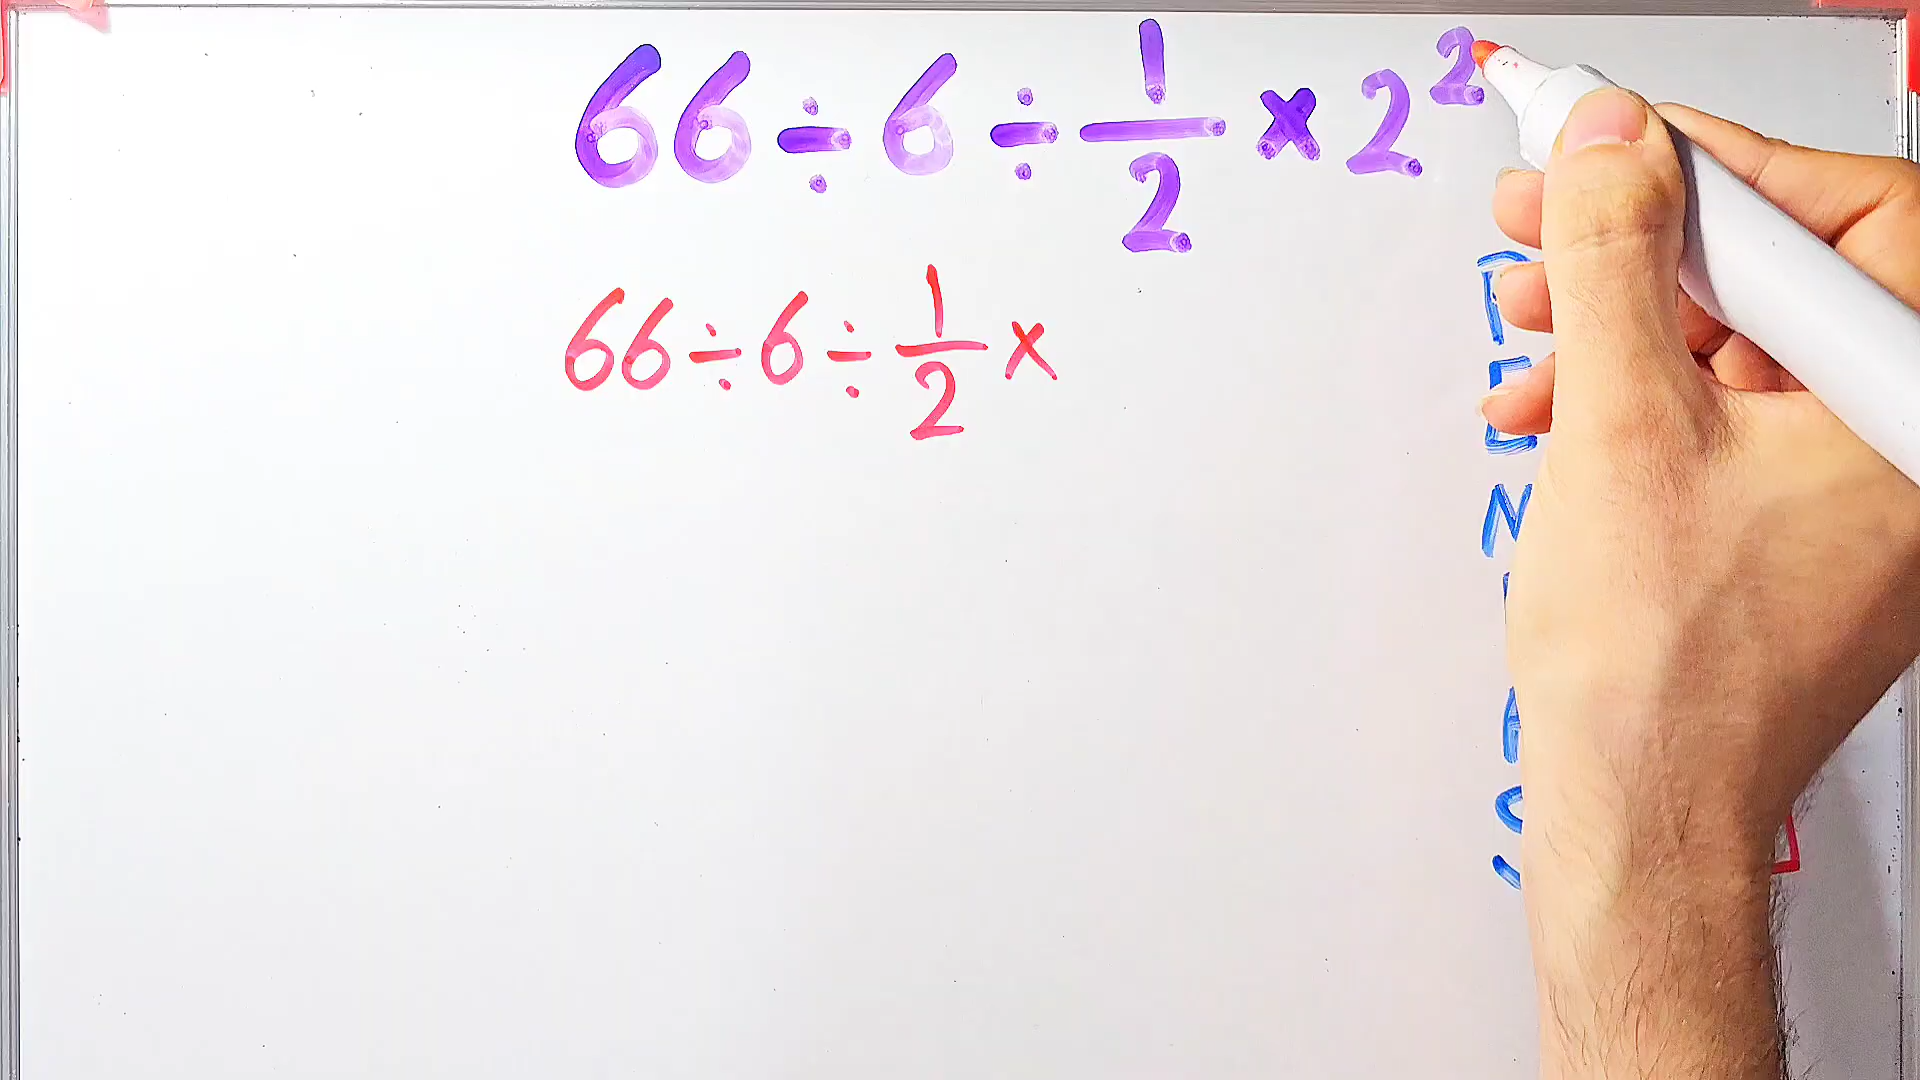 66 ÷ 6 ÷ 1/2 × 2²
66 ÷ 6 ÷ 1/2 ×